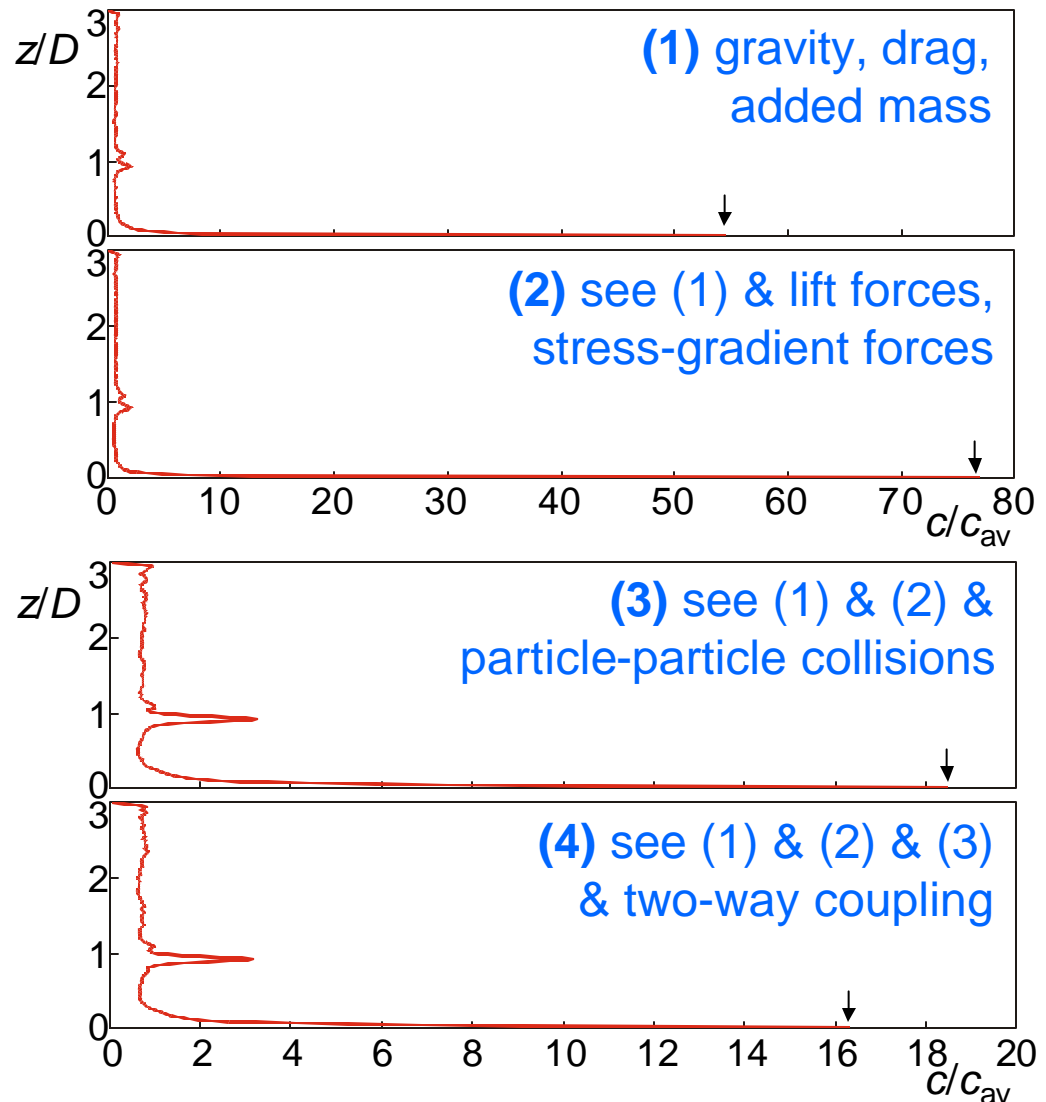 3
z/D
2
1
0
(1) gravity, drag,
added mass
3
2
1
0
(2) see (1) & lift forces,
stress-gradient forces
0 10 20 30 40 50 60 70 80
c/cav
3
z/D
2
1
0
(3) see (1) & (2) &
particle-particle collisions
3
2
1
0
(4) see (1) & (2) & (3)
& two-way coupling
0 2 4 6 8 10 12 14 16 18 20
c/cav